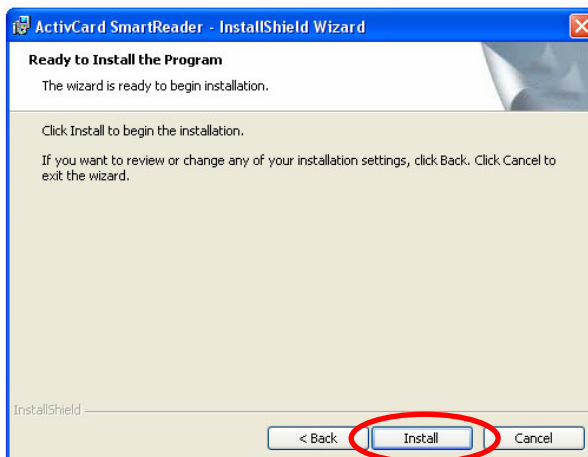 ActivCard SmartReader - InstallShield Wizard
Ready to Install the Program
The wizard is ready to begin installation.
Click Install to begin the installation.
If you want to review or change any of your installation settings, click Back. Click Cancel to
exit the wizard.
InstallShield
< Back Install Cancel